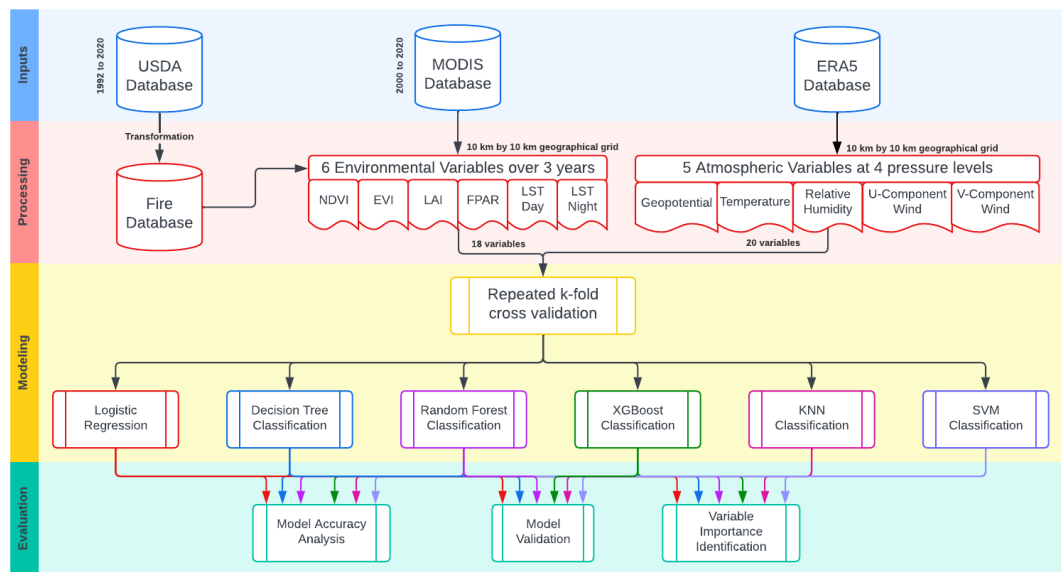 Inputs
1992 to 2020
USDA
Database
2000 to 2020
MODIS
Database
ERA5
Database
Processing
Transformation
Fire
Database
10 km by 10 km geographical grid
6 Environmental Variables over 3 years
NDVI
EVI
LAI
FPAR
LST
Day
LST
Night
18 variables
10 km by 10 km geographical grid
5 Atmospheric Variables at 4 pressure levels
Geopotential
Temperature
Relative
Humidity
U-Component
Wind
V-Component
Wind
20 variables
Modeling
Repeated k-fold
cross validation
Logistic
Regression
Decision Tree
Classification
Random Forest
Classification
XGBoost
Classification
KNN
Classification
SVM
Classification
Evaluation
Model Accuracy
Analysis
Model
Validation
Variable
Importance
Identification